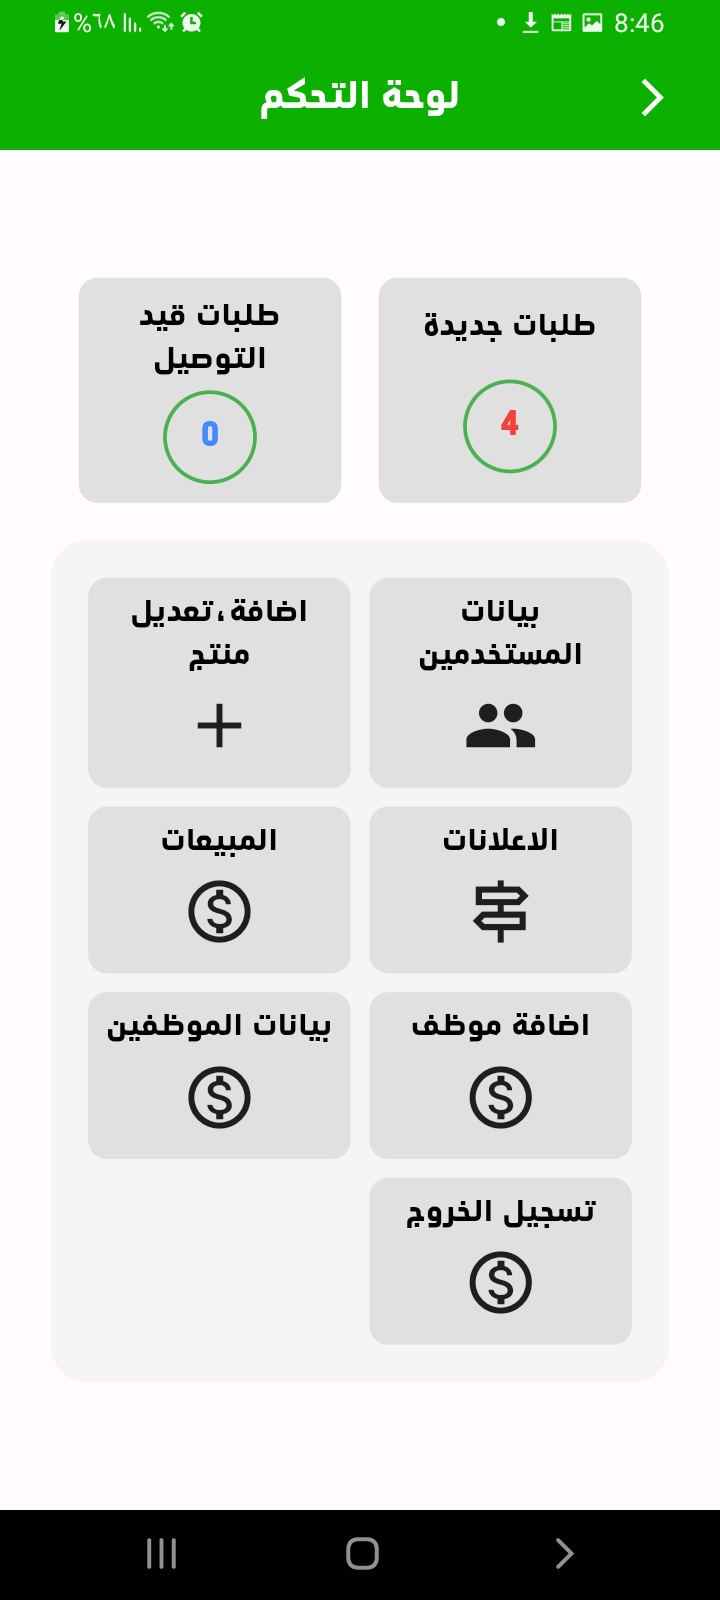 8:46
%٦٨
لوحة التحكم
طلبات جديدة
4
طلبات قيد
التوصيل
0
بيانات
المستخدمين
اضافة،تعديل
منتج
الاعلانات
المبيعات
اضافة موظف
بيانات الموظفين
تسجيل الخروج